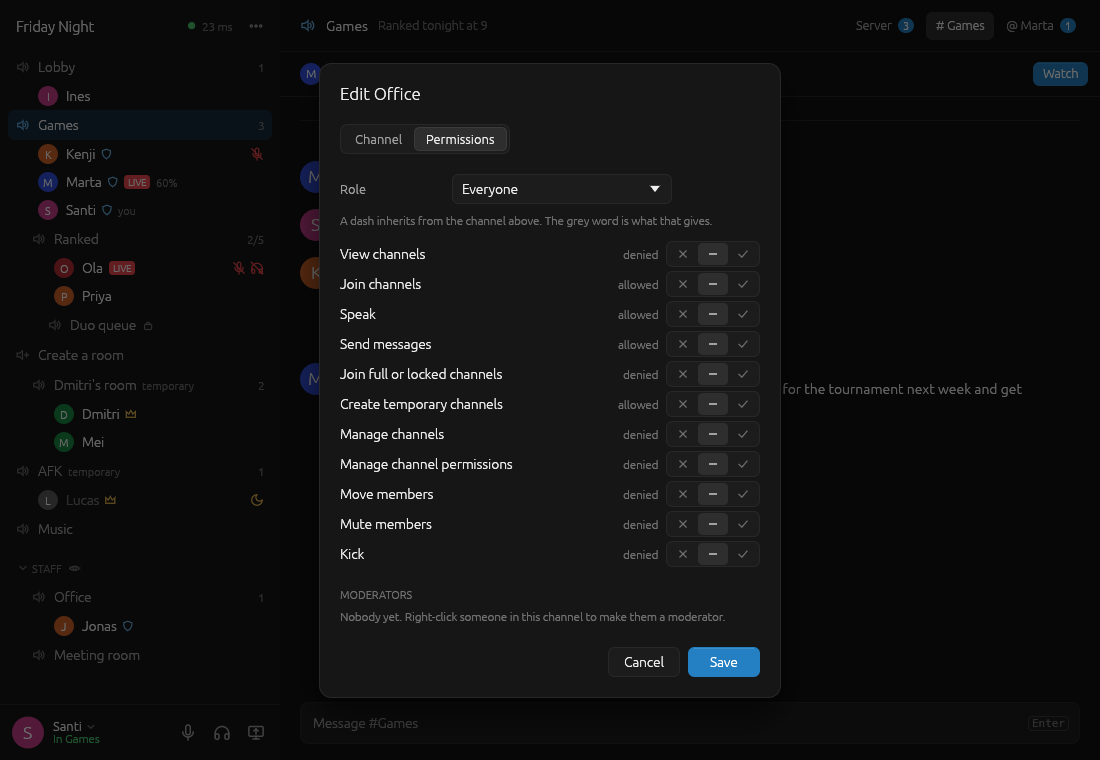 Friday Night
23 ms
Games
Ranked tonight at 9
Server 3
# Games
@ Marta 1
Lobby 1
I Ines
Games 3
K Kenji
M Marta LIVE 60%
S Santi you
Ranked 2/5
O Ola LIVE
P Priya
Duo queue
Create a room
Dmitri's room temporary 2
D Dmitri
M Mei
AFK temporary 1
L Lucas
Music
STAFF
Office 1
J Jonas
Meeting room
S Santi
In Games
M
Watch
M
S
K
M
for the tournament next week and get
Message #Games
Enter
Edit Office
Channel Permissions
Role Everyone
A dash inherits from the channel above. The grey word is what that gives.
View channels denied
Join channels allowed
Speak allowed
Send messages allowed
Join full or locked channels denied
Create temporary channels allowed
Manage channels denied
Manage channel permissions denied
Move members denied
Mute members denied
Kick denied
MODERATORS
Nobody yet. Right-click someone in this channel to make them a moderator.
Cancel Save